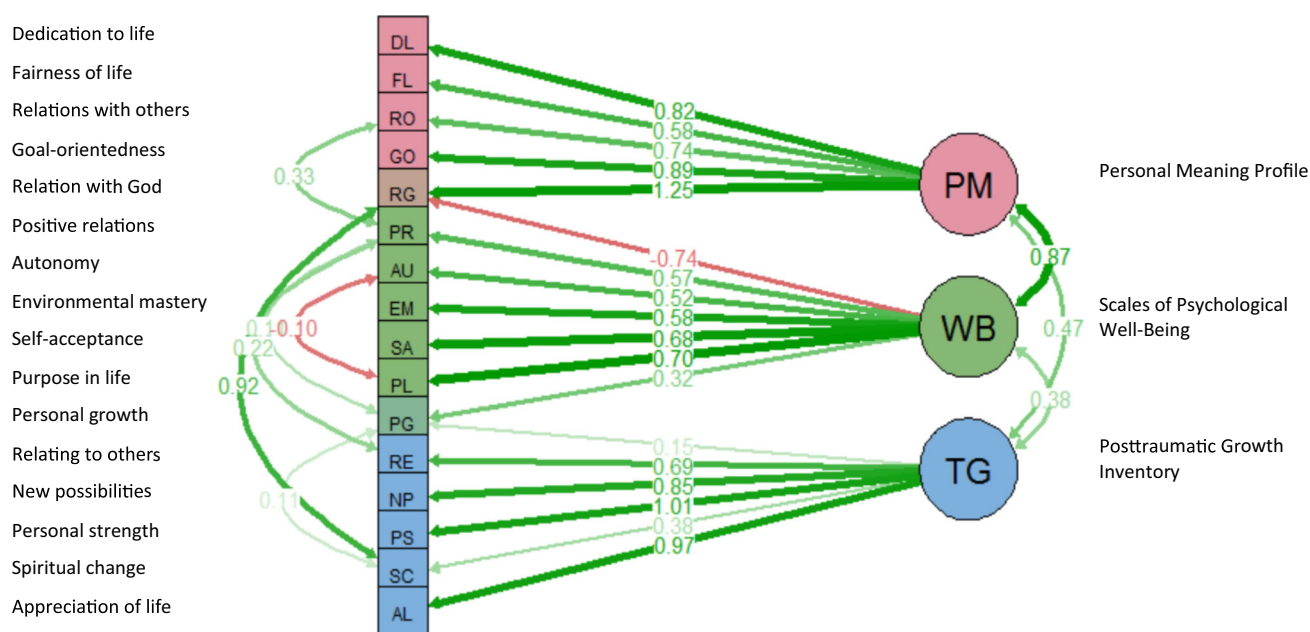 Dedication to life
Fairness of life
Relations with others
Goal-orientedness
Relation with God
Positive relations
Autonomy
Environmental mastery
Self-acceptance
Purpose in life
Personal growth
Relating to others
New possibilities
Personal strength
Spiritual change
Appreciation of life
DL
FL
RO
GO
RG
PR
AU
EM
SA
PL
PG
RE
NP
PS
SC
AL
0.33
-0.10
0.22
0.92
0.11
0.82
0.58
0.74
0.89
1.25
-0.74
0.57
0.52
0.58
0.68
0.70
0.32
0.15
0.69
0.85
1.01
0.38
0.97
PM
WB
TG
0.87
0.47
0.38
Personal Meaning Profile
Scales of Psychological
Well-Being
Posttraumatic Growth
Inventory